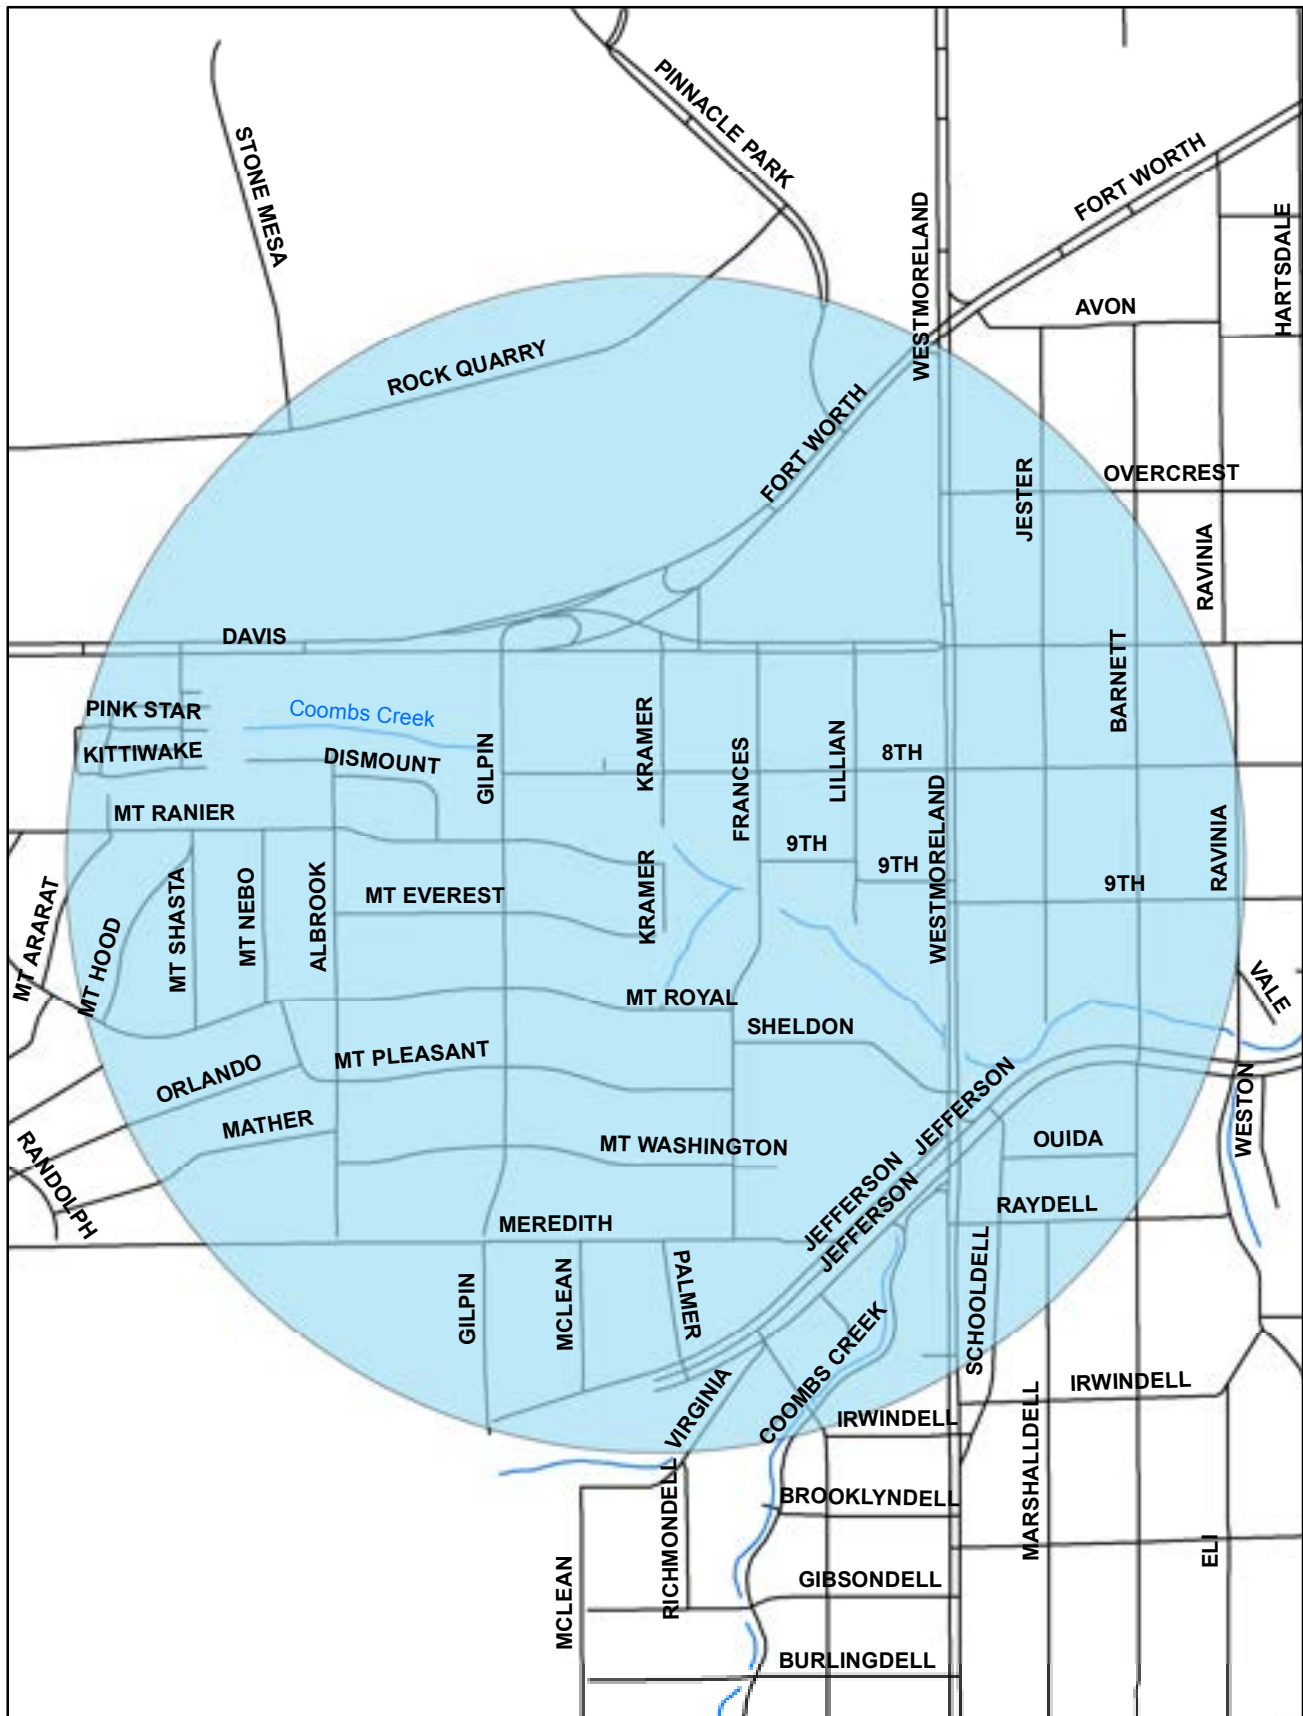 PINNACLE PARK
STONE MESA
FORT WORTH
WESTMORELAND
HARTSDALE
AVON
ROCK QUARRY
FORT WORTH
OVERCREST
JESTER
RAVINIA
DAVIS
BARNETT
PINK STAR
Coombs Creek
KITTIWAKE
DISMOUNT
GILPIN
KRAMER
FRANCES
LILLIAN
8TH
WESTMORELAND
MT RANIER
9TH
9TH
9TH
RAVINIA
MT EVEREST
KRAMER
ALBROOK
MT NEBO
MT SHASTA
MT HOOD
MT ARARAT
VALE
MT ROYAL
SHELDON
MT PLEASANT
ORLANDO
MATHER
RANDOLPH
MT WASHINGTON
JEFFERSON
JEFFERSON
JEFFERSON
OUIDA
WESTON
RAYDELL
MEREDITH
GILPIN
MCLEAN
PALMER
SCHOOLDELL
COOMBS CREEK
VIRGINIA
IRWINDELL
IRWINDELL
MARSHALLDELL
RICHMONDELL
BROOKLYNDELL
ELI
GIBSONDELL
MCLEAN
BURLINGDELL